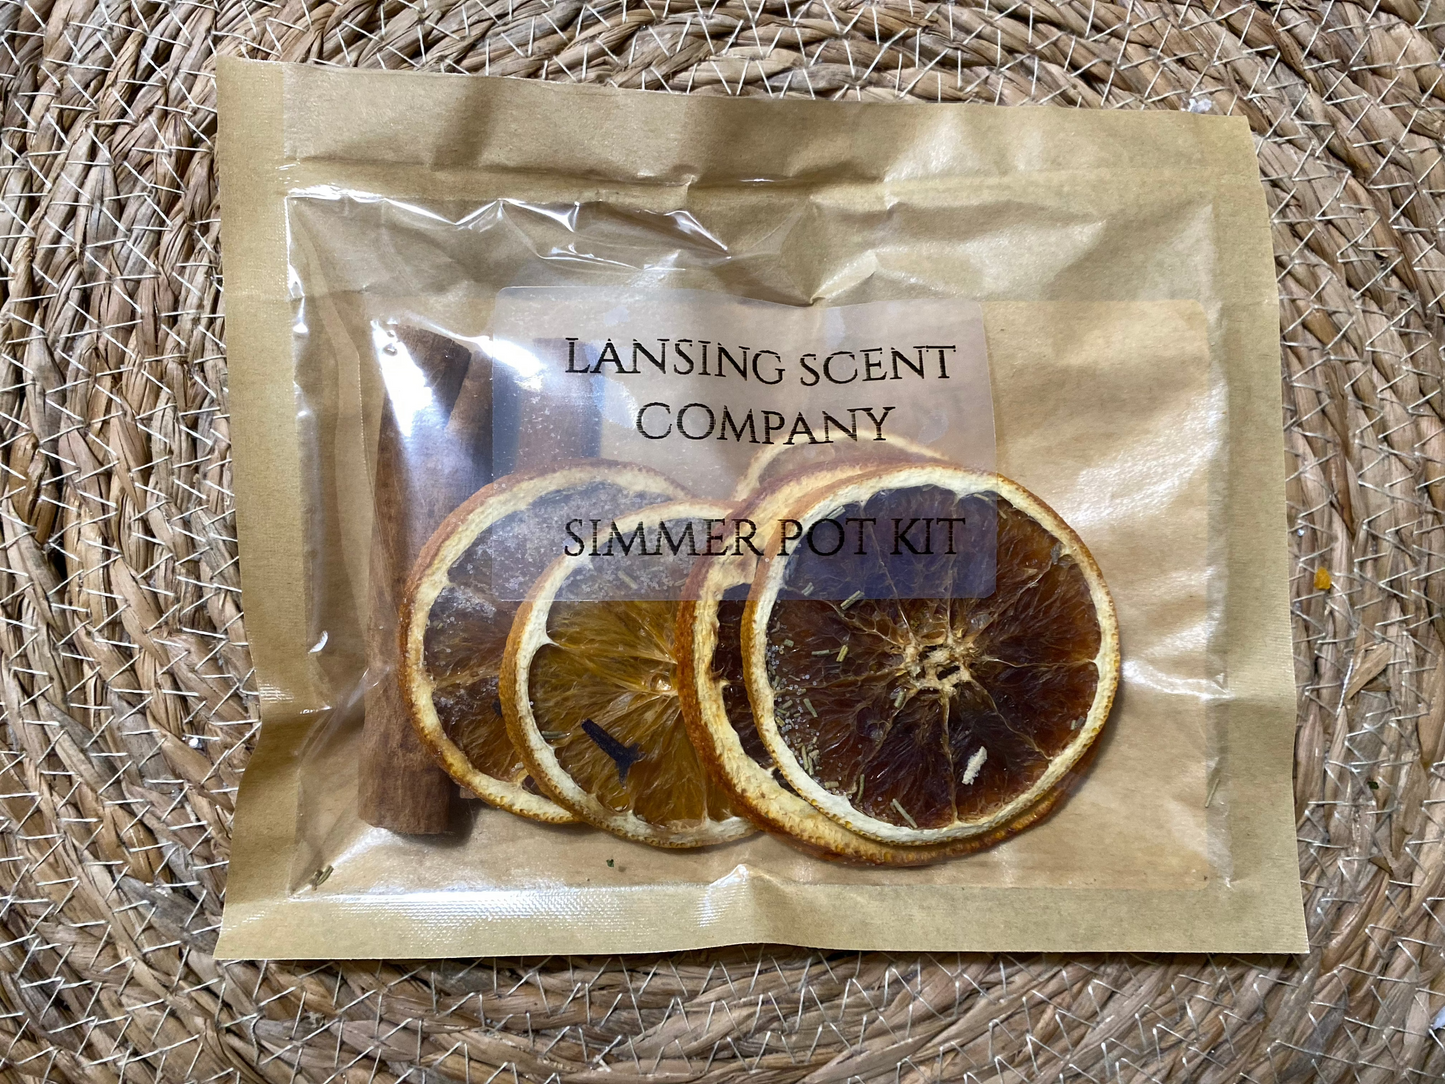 LANSING SCENT
COMPANY
SIMMER POT KIT